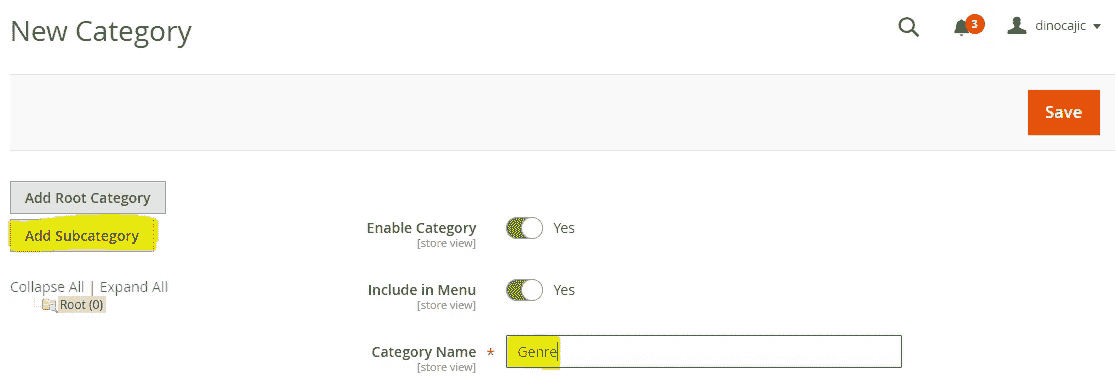 New Category
3
dinocajic
Save
Add Root Category
Add Subcategory
Collapse All | Expand All
Root (0)
Enable Category
[store view]
Yes
Include in Menu
[store view]
Yes
Category Name *
[store view]
Genre